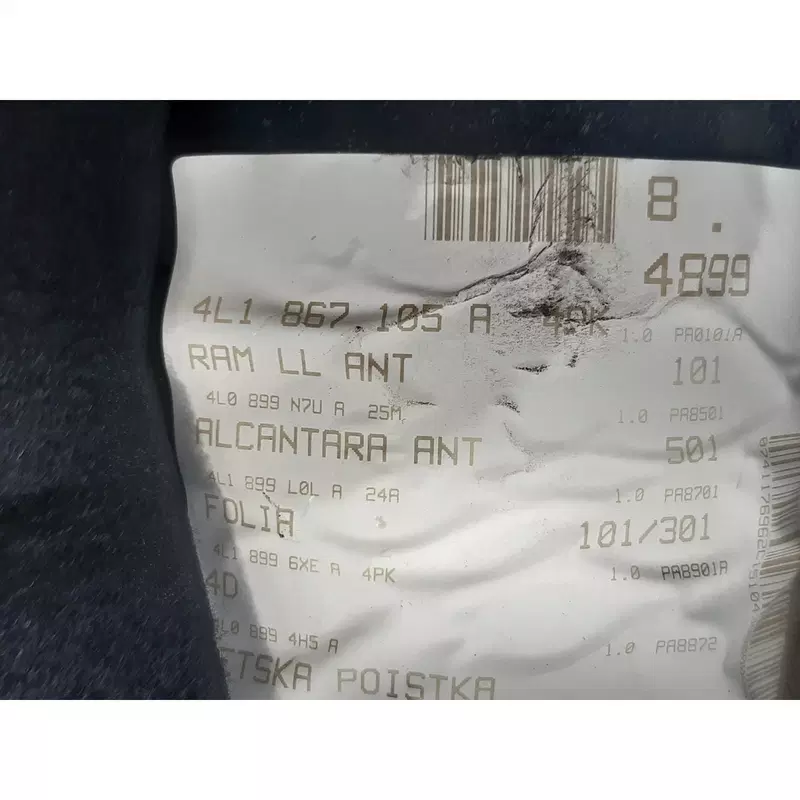 8.
4899
4L1 867 105 A 4PK 1.0 PA0101A
RAM LL ANT 101
4L0 899 N7U A 25M 1.0 PA8501
ALCANTARA ANT 501
4L1 899 L0L A 24A 1.0 PA8701
FOLIA 101/301
4L1 899 6XE A 4PK 1.0 PA8901A
4D
4L0 899 4H5 A 1.0 PA8872
POISTKA